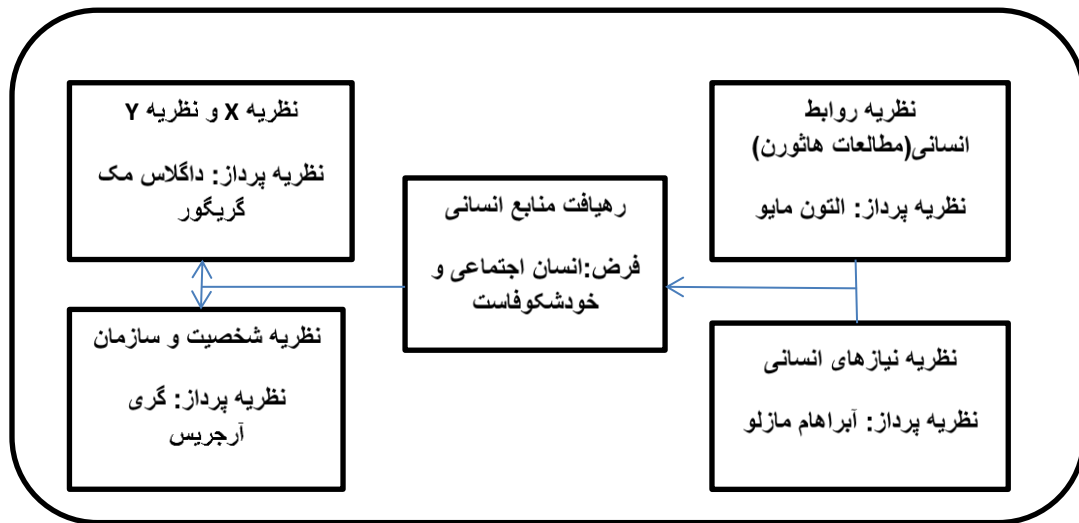 نظریه روابط
انسانی(مطالعات هاثورن)
نظریه پرداز: التون مایو
نظریه نیازهای انسانی
نظریه پرداز: آبراهام مازلو
رهیافت منابع انسانی
فرض:انسان اجتماعی و
خودشکوفاست
نظریه X و نظریه Y
نظریه پرداز: داگلاس مک
گریگور
نظریه شخصیت و سازمان
نظریه پرداز: گری
آرجریس